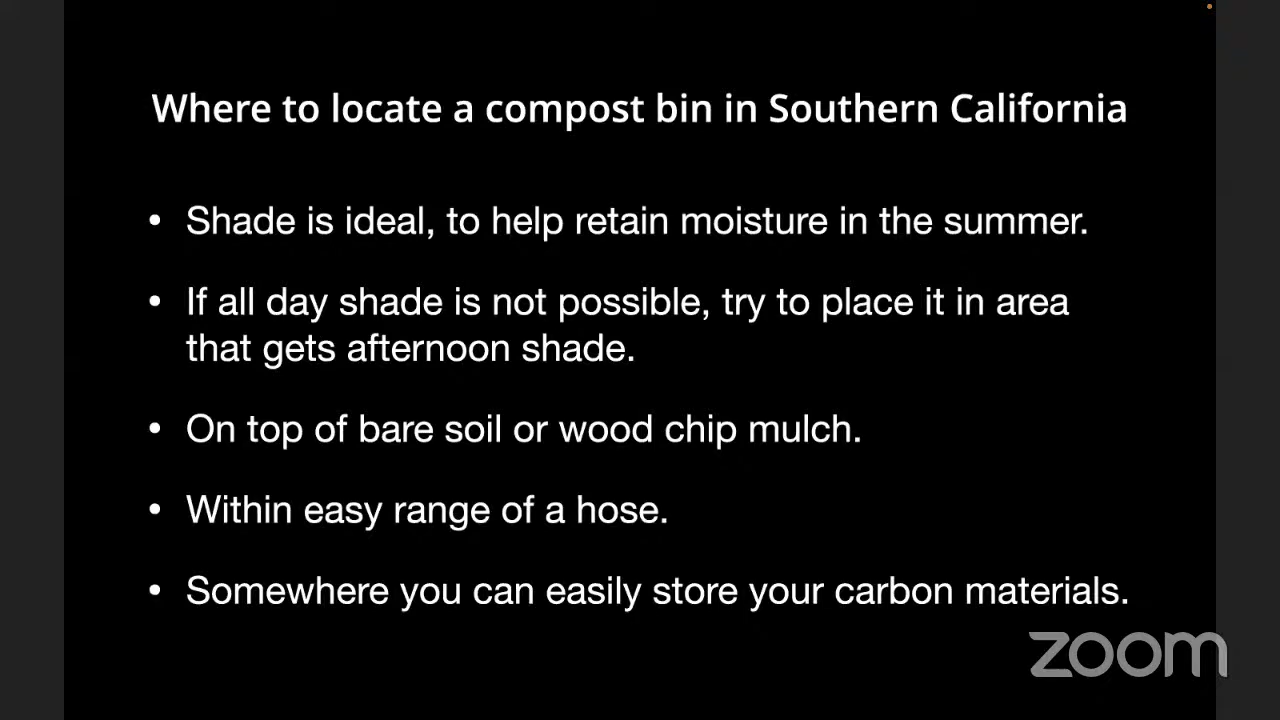 Where to locate a compost bin in Southern California
• Shade is ideal, to help retain moisture in the summer.
• If all day shade is not possible, try to place it in area
that gets afternoon shade.
• On top of bare soil or wood chip mulch.
• Within easy range of a hose.
• Somewhere you can easily store your carbon materials.
zoom